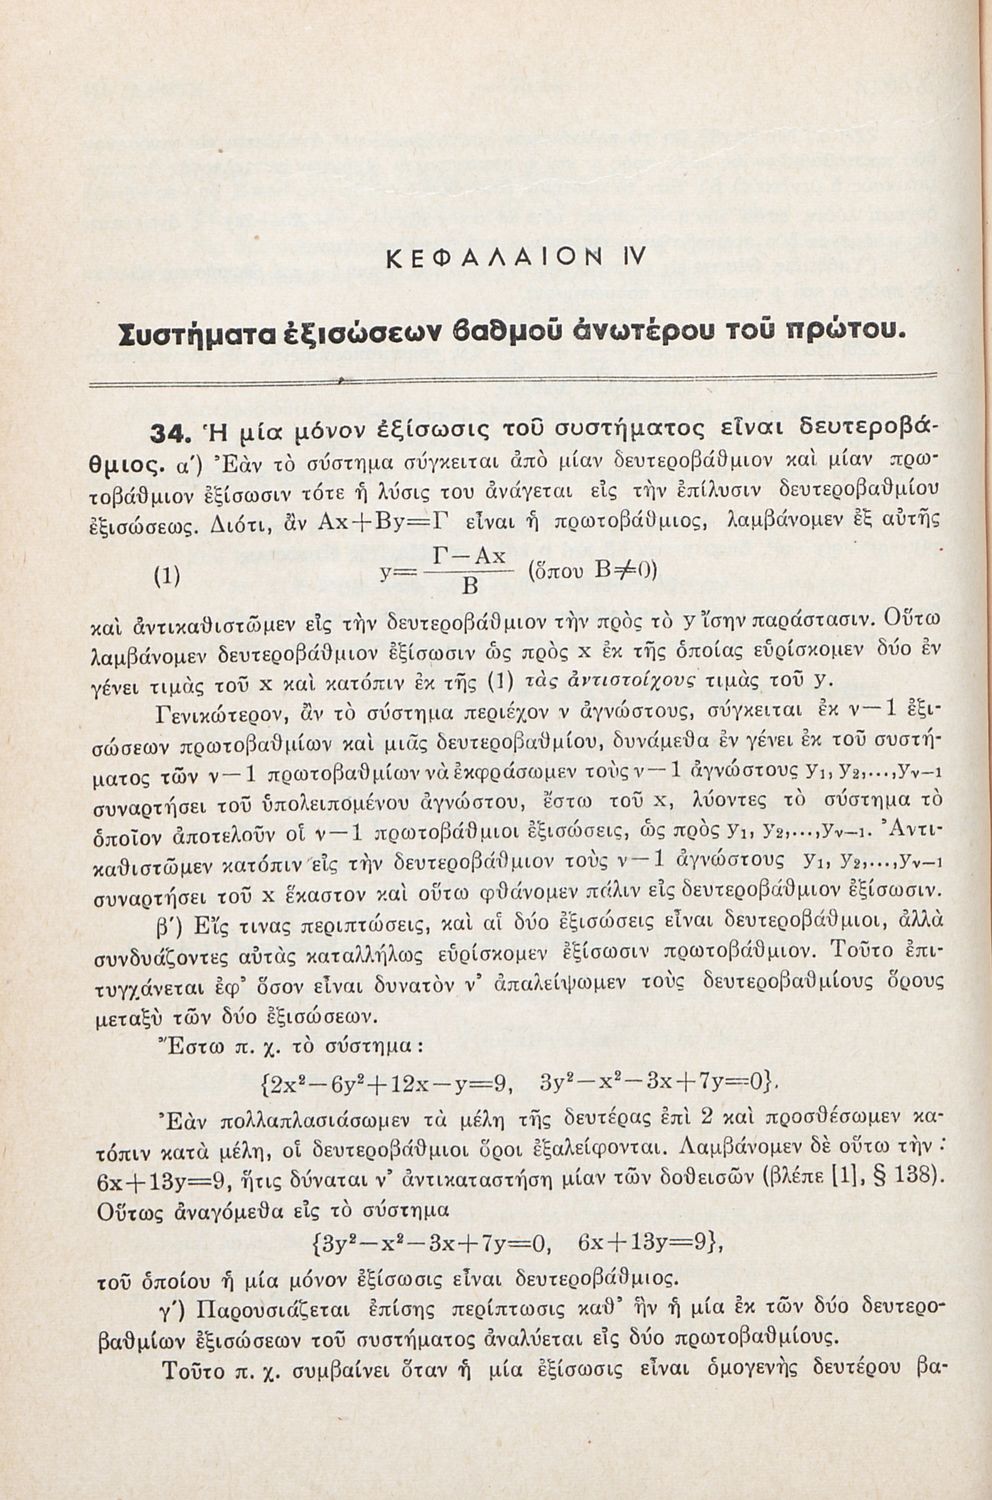 ΚΕΦΑΛΑΙΟΝ IV
Συστήματα ἐξισώσεων βαθμοῦ ἀνωτέρου τοῦ πρώτου.
34. Ἡ μία μόνον ἐξίσωσις τοῦ συστήματος εἶναι δευτεροβά-
θμιος. α') Ἐὰν τὸ σύστημα σύγκειται ἀπὸ μίαν δευτεροβάθμιον καὶ μίαν πρω-
τοβάθμιον ἐξίσωσιν τότε ἡ λύσις του ἀνάγεται εἰς τὴν ἐπίλυσιν δευτεροβαθμίου
ἐξισώσεως. Διότι, ἂν Αx+Βy=Γ εἶναι ἡ πρωτοβάθμιος, λαμβάνομεν ἐξ αὐτῆς
(1) y= Γ—Αx / Β (ὅπου Β≠0)
καὶ ἀντικαθιστῶμεν εἰς τὴν δευτεροβάθμιον τὴν πρὸς τὸ y ἴσην παράστασιν. Οὕτω
λαμβάνομεν δευτεροβάθμιον ἐξίσωσιν ὡς πρὸς x ἐκ τῆς ὁποίας εὑρίσκομεν δύο ἐν
γένει τιμὰς τοῦ x καὶ κατόπιν ἐκ τῆς (1) τὰς ἀντιστοίχους τιμὰς τοῦ y.
Γενικώτερον, ἂν τὸ σύστημα περιέχον ν ἀγνώστους, σύγκειται ἐκ ν—1 ἐξι-
σώσεων πρωτοβαθμίων καὶ μιᾶς δευτεροβαθμίου, δυνάμεθα ἐν γένει ἐκ τοῦ συστή-
ματος τῶν ν—1 πρωτοβαθμίων νὰ ἐκφράσωμεν τοὺς ν—1 ἀγνώστους y₁, y₂,...,yᵥ₋₁
συναρτήσει τοῦ ὑπολειπομένου ἀγνώστου, ἔστω τοῦ x, λύοντες τὸ σύστημα τὸ
ὁποῖον ἀποτελοῦν οἱ ν—1 πρωτοβάθμιοι ἐξισώσεις, ὡς πρὸς y₁, y₂,...,yᵥ₋₁. Ἀντι-
καθιστῶμεν κατόπιν εἰς τὴν δευτεροβάθμιον τοὺς ν—1 ἀγνώστους y₁, y₂,...,yᵥ₋₁
συναρτήσει τοῦ x ἕκαστον καὶ οὕτω φθάνομεν πάλιν εἰς δευτεροβάθμιον ἐξίσωσιν.
β') Εἴς τινας περιπτώσεις, καὶ αἱ δύο ἐξισώσεις εἶναι δευτεροβάθμιοι, ἀλλὰ
συνδυάζοντες αὐτὰς καταλλήλως εὑρίσκομεν ἐξίσωσιν πρωτοβάθμιον. Τοῦτο ἐπι-
τυγχάνεται ἐφ' ὅσον εἶναι δυνατὸν ν' ἀπαλείψωμεν τοὺς δευτεροβαθμίους ὅρους
μεταξὺ τῶν δύο ἐξισώσεων.
Ἔστω π. χ. τὸ σύστημα :
{2x²—6y²+12x—y=9, 3y²—x²—3x+7y=0}.
Ἐὰν πολλαπλασιάσωμεν τὰ μέλη τῆς δευτέρας ἐπὶ 2 καὶ προσθέσωμεν κα-
τόπιν κατὰ μέλη, οἱ δευτεροβάθμιοι ὅροι ἐξαλείφονται. Λαμβάνομεν δὲ οὕτω τὴν :
6x+13y=9, ἥτις δύναται ν' ἀντικαταστήση μίαν τῶν δοθεισῶν (βλέπε [1], § 138).
Οὕτως ἀναγόμεθα εἰς τὸ σύστημα
{3y²—x²—3x+7y=0, 6x+13y=9},
τοῦ ὁποίου ἡ μία μόνον ἐξίσωσις εἶναι δευτεροβάθμιος.
γ') Παρουσιάζεται ἐπίσης περίπτωσις καθ' ἣν ἡ μία ἐκ τῶν δύο δευτερο-
βαθμίων ἐξισώσεων τοῦ συστήματος ἀναλύεται εἰς δύο πρωτοβαθμίους.
Τοῦτο π. χ. συμβαίνει ὅταν ἡ μία ἐξίσωσις εἶναι ὁμογενὴς δευτέρου βα-